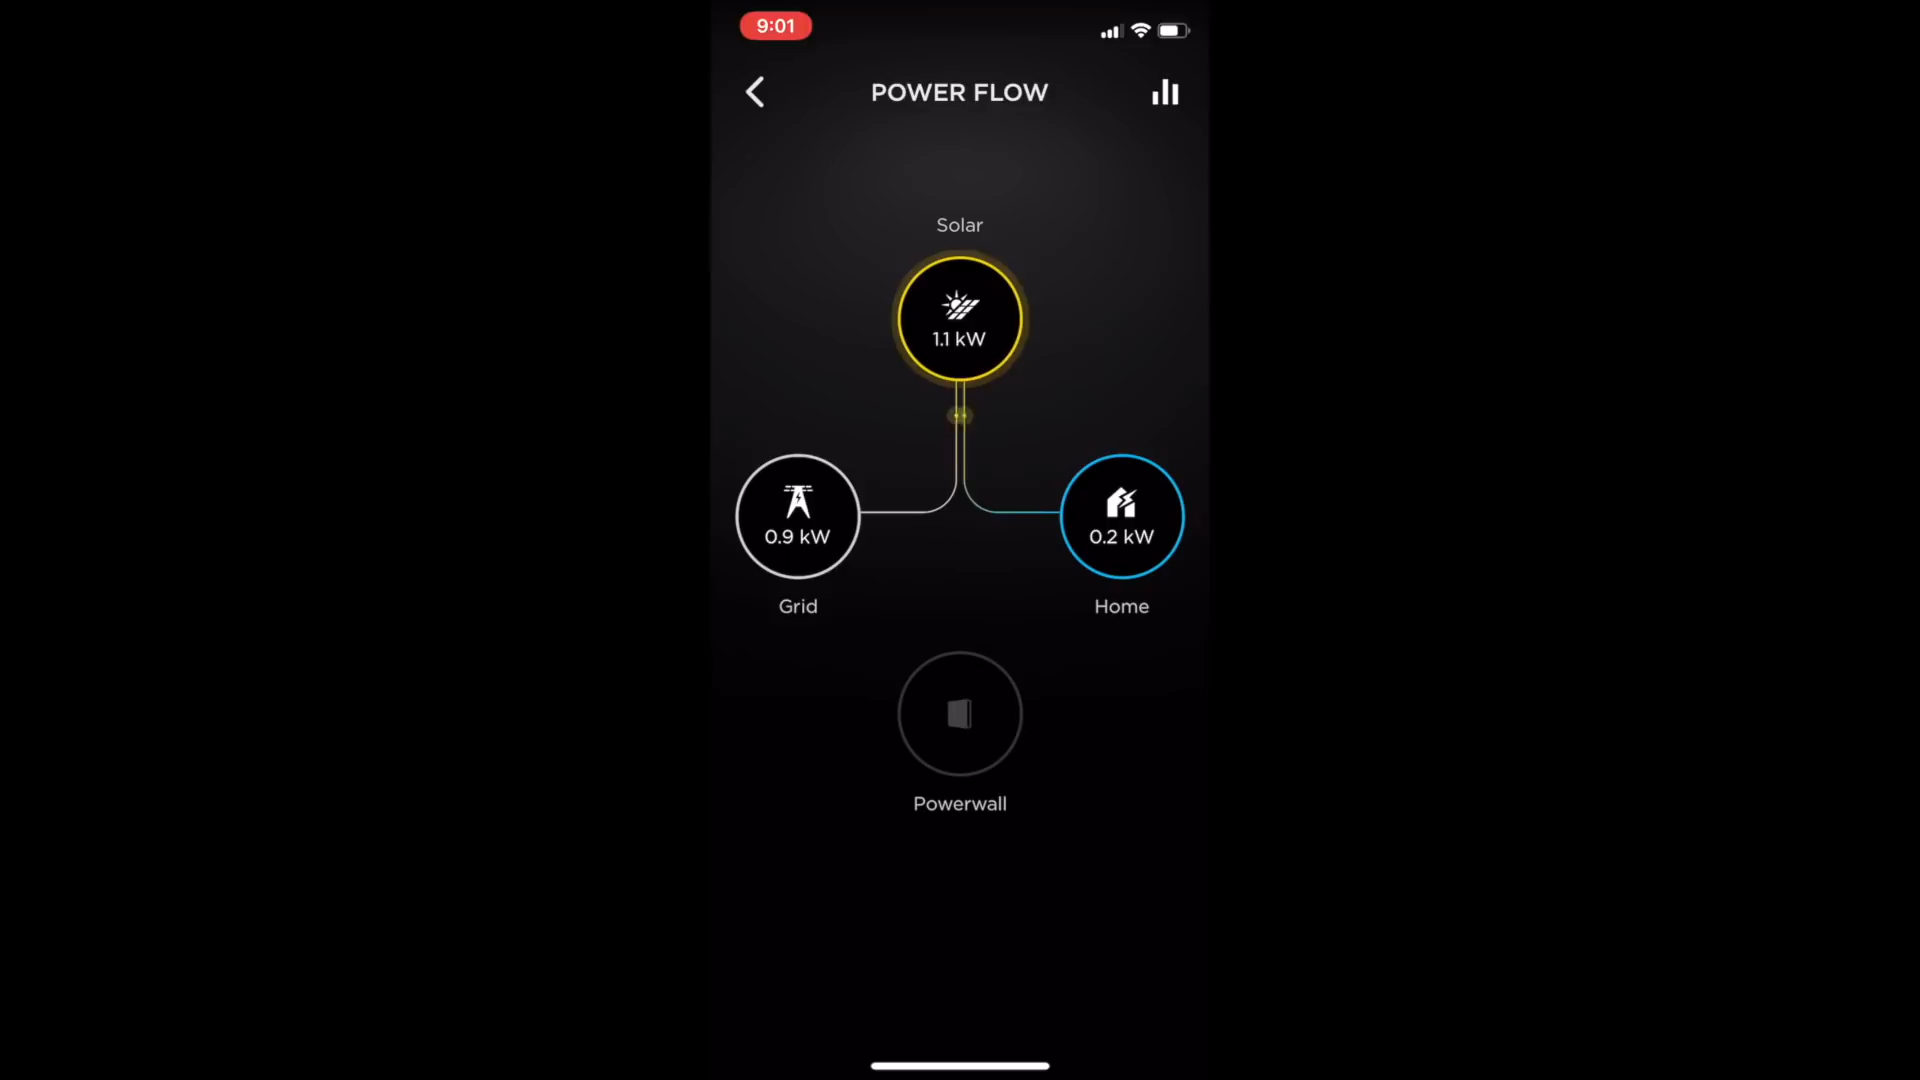 9:01
POWER FLOW
Solar
1.1 kW
0.9 kW
0.2 kW
Grid
Home
Powerwall